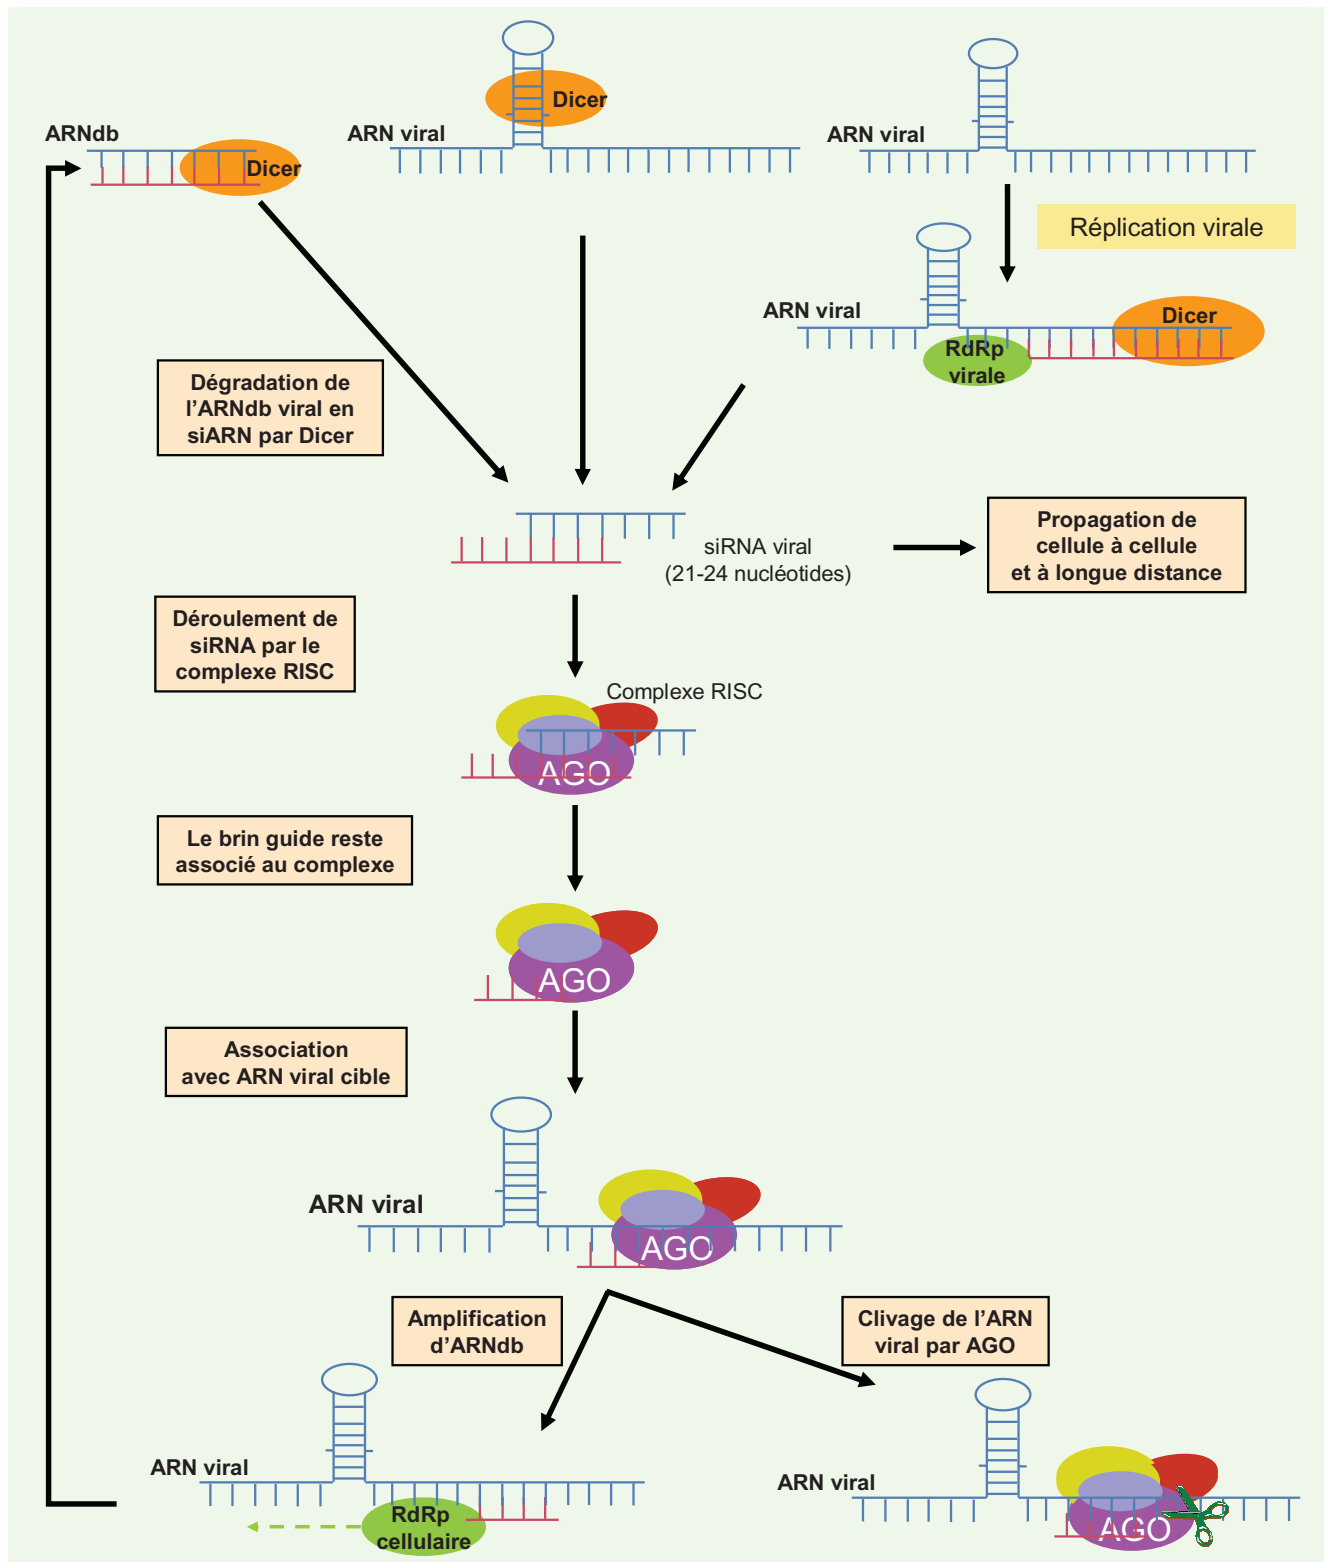 Dicer
ARNdb
ARN viral
ARN viral
Dicer
Réplication virale
ARN viral
Dicer
RdRp
virale
Dégradation de
l’ARNdb viral en
siARN par Dicer
siRNA viral
(21-24 nucléotides)
Propagation de
cellule à cellule
et à longue distance
Déroulement de
siRNA par le
complexe RISC
Complexe RISC
AGO
Le brin guide reste
associé au complexe
AGO
Association
avec ARN viral cible
ARN viral
AGO
Amplification
d’ARNdb
Clivage de l’ARN
viral par AGO
ARN viral
RdRp
cellulaire
ARN viral
AGO